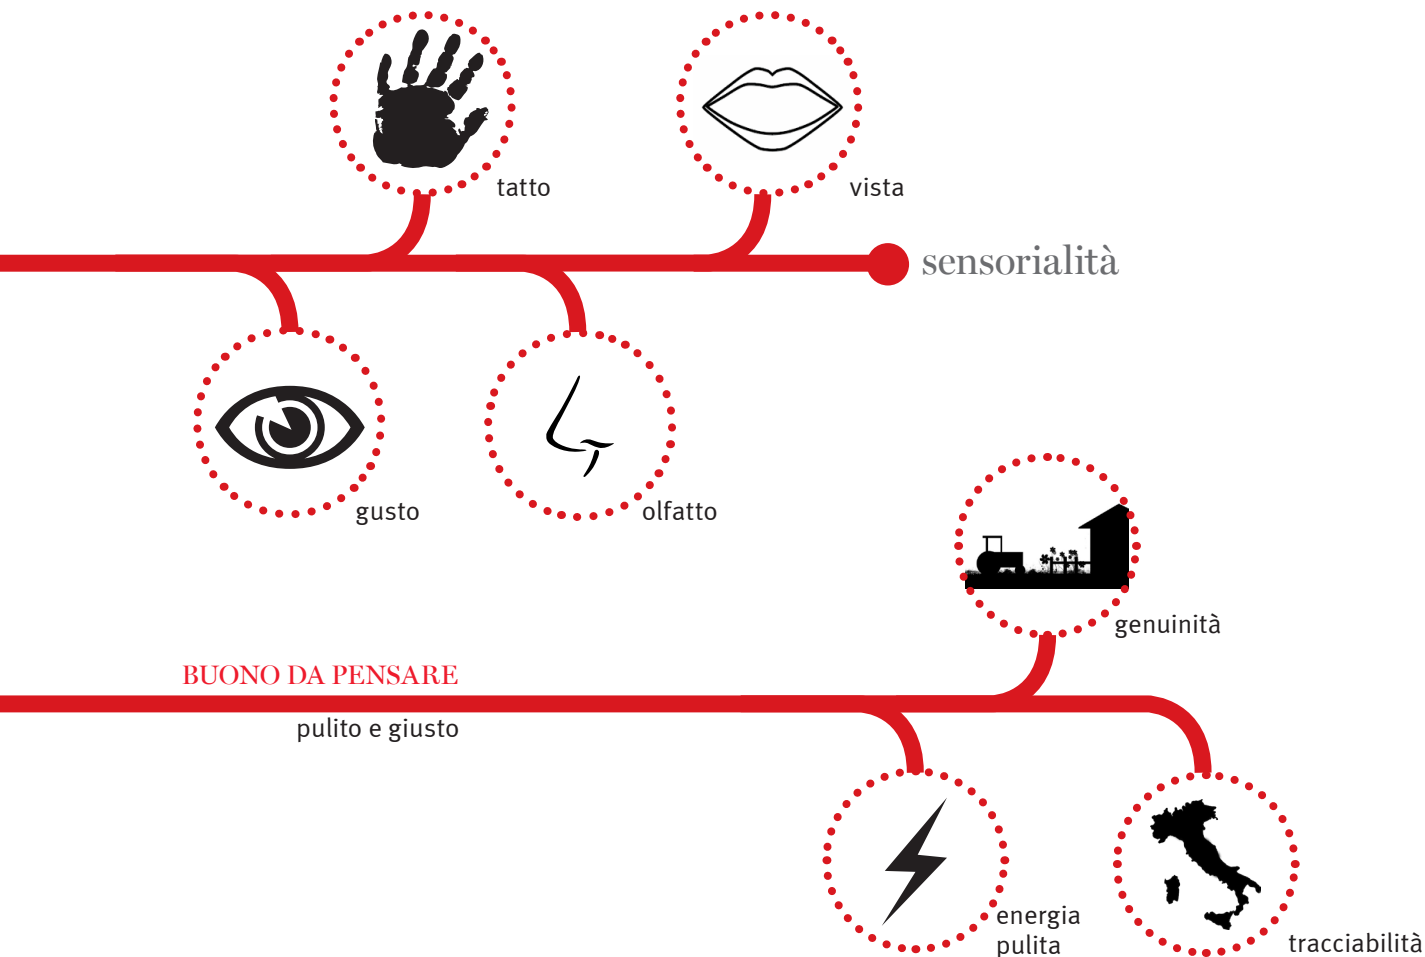 tatto
vista
sensorialità
gusto
olfatto
genuinità
BUONO DA PENSARE
pulito e giusto
energia
pulita
tracciabilità